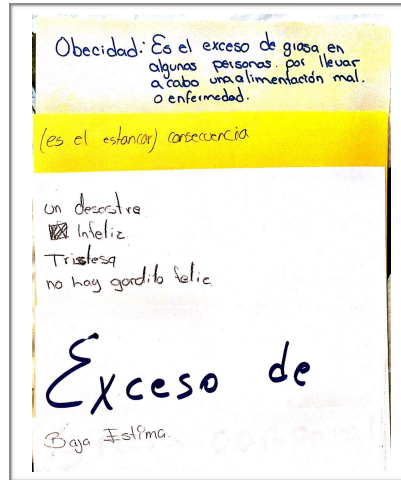 Obecidad: Es el exceso de grasa en
algunas personas. por llevar
a cabo una alimentación mal.
o enfermedad.
(es el estancar) consecuencia
un desastre
Infeliz.
Tristesa
no hay gordito feliz
Exceso de
Baja Estima.